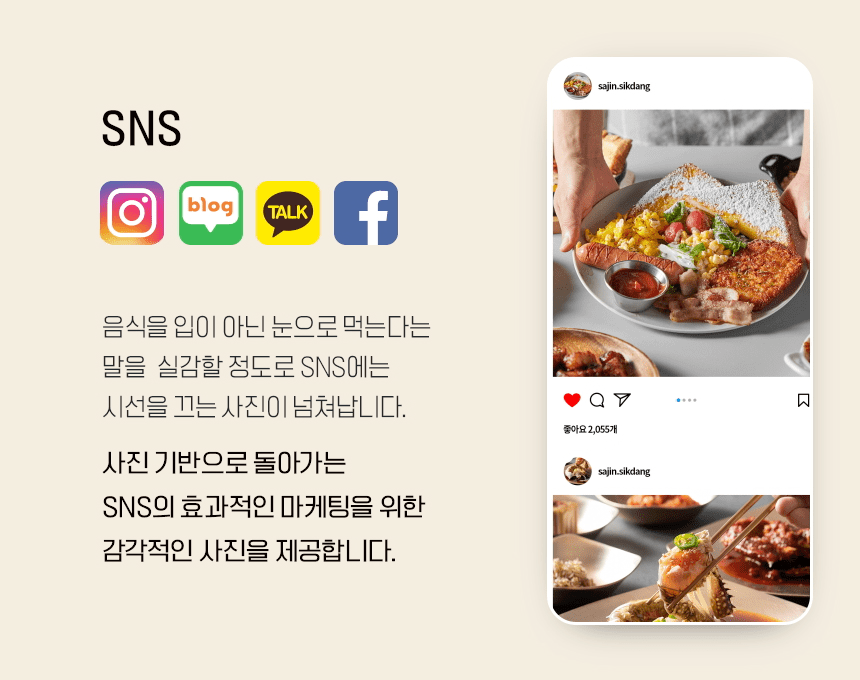 SNS
blog
TALK
음식을 입이 아닌 눈으로 먹는다는
말을 실감할 정도로 SNS에는
시선을 끄는 사진이 넘쳐납니다.
사진 기반으로 돌아가는
SNS의 효과적인 마케팅을 위한
감각적인 사진을 제공합니다.
sajin.sikdang
좋아요 2,055개
sajin.sikdang